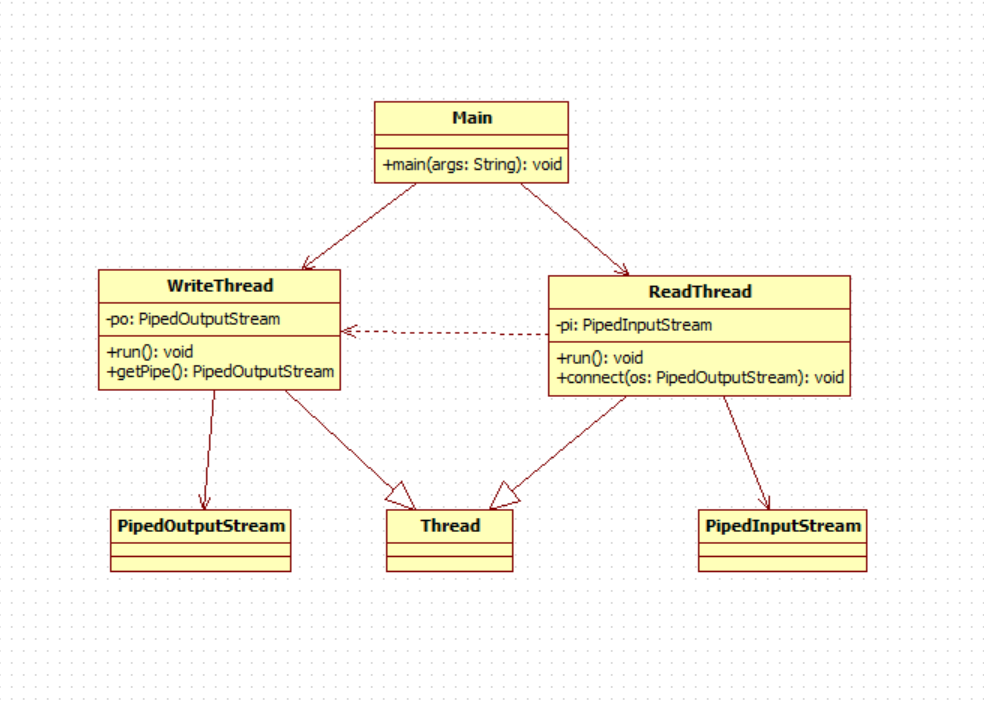 Main
+main(args: String): void
WriteThread
-po: PipedOutputStream
+run(): void
+getPipe(): PipedOutputStream
ReadThread
-pi: PipedInputStream
+run(): void
+connect(os: PipedOutputStream): void
PipedOutputStream
Thread
PipedInputStream